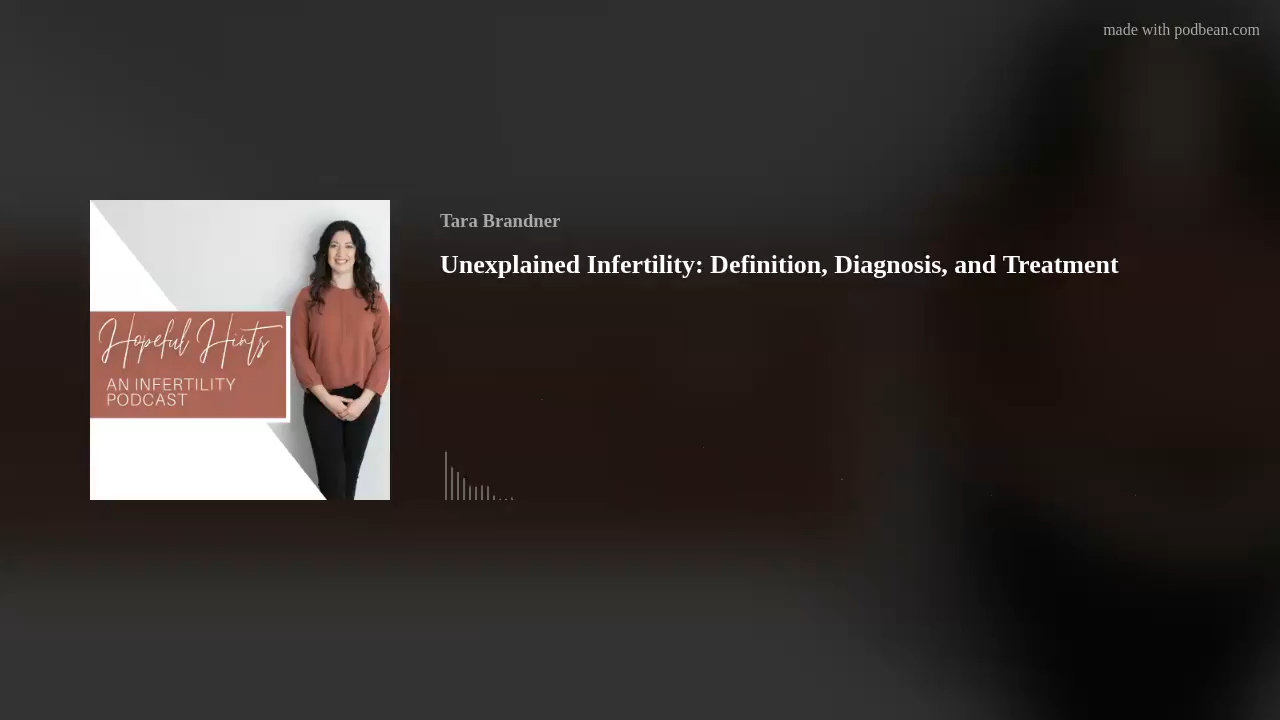 made with podbean.com
Tara Brandner
Unexplained Infertility: Definition, Diagnosis, and Treatment
Hopeful Hints
AN INFERTILITY
PODCAST